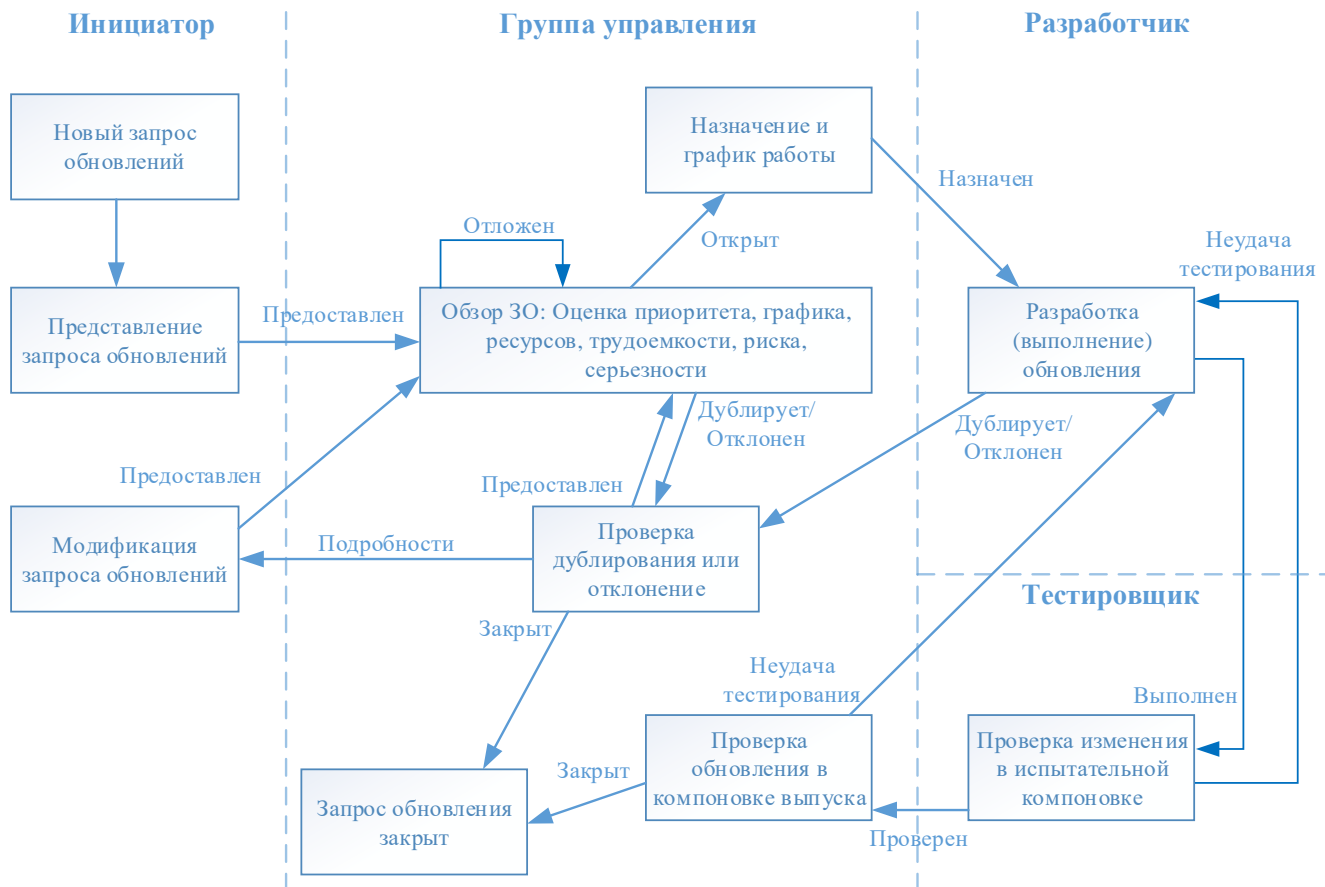 Инициатор
Группа управления
Разработчик
Новый запрос
обновлений
Назначение и
график работы
Назначен
Отложен
Открыт
Неудача
тестирования
Представление
запроса обновлений
Предоставлен
Обзор ЗО: Оценка приоритета, графика,
ресурсов, трудоемкости, риска,
серьезности
Разработка
(выполнение)
обновления
Дублирует/
Отклонен
Дублирует/
Отклонен
Предоставлен
Предоставлен
Модификация
запроса обновлений
Подробности
Проверка
дублирования или
отклонение
Тестировщик
Закрыт
Неудача
тестирования
Выполнен
Проверка
обновления в
компоновке выпуска
Проверка изменения
в испытательной
компоновке
Закрыт
Запрос обновления
закрыт
Проверен